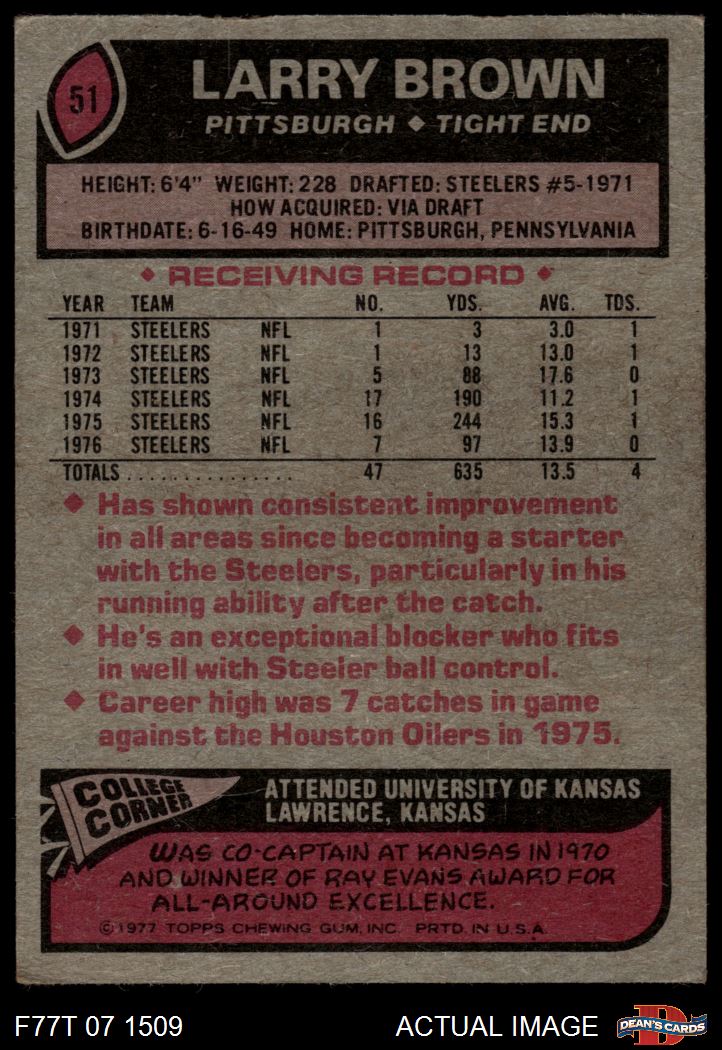 51
LARRY BROWN
PITTSBURGH ◆ TIGHT END
HEIGHT: 6'4" WEIGHT: 228 DRAFTED: STEELERS #5-1971
HOW ACQUIRED: VIA DRAFT
BIRTHDATE: 6-16-49 HOME: PITTSBURGH, PENNSYLVANIA
◆ RECEIVING RECORD ◆
YEAR TEAM NO. YDS. AVG. TDS.
1971 STEELERS NFL 1 3 3.0 1
1972 STEELERS NFL 1 13 13.0 1
1973 STEELERS NFL 5 88 17.6 0
1974 STEELERS NFL 17 190 11.2 1
1975 STEELERS NFL 16 244 15.3 1
1976 STEELERS NFL 7 97 13.9 0
TOTALS . . . . . . . . . . . . . . . 47 635 13.5 4
◆ Has shown consistent improvement
in all areas since becoming a starter
with the Steelers, particularly in his
running ability after the catch.
◆ He's an exceptional blocker who fits
in well with Steeler ball control.
◆ Career high was 7 catches in game
against the Houston Oilers in 1975.
COLLEGE
CORNER
ATTENDED UNIVERSITY OF KANSAS
LAWRENCE, KANSAS
WAS CO-CAPTAIN AT KANSAS IN 1970
AND WINNER OF RAY EVANS AWARD FOR
ALL-AROUND EXCELLENCE.
© 1977 TOPPS CHEWING GUM, INC. PRTD. IN U.S.A.
F77T 07 1509
ACTUAL IMAGE
D
DEAN'S CARDS